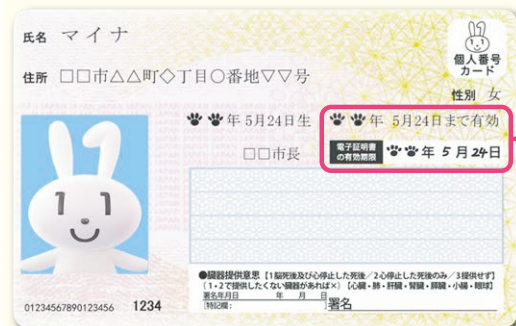 氏名 マイナ
個人番号
カード
住所 □□市△△町◇丁目○番地▽▽号
性別 女
年 5月24日生
年 5月24日まで有効
□□市長
電子証明書
の有効期限
年 5月24日
●臓器提供意思【1脳死後及び心停止した死後/2心停止した死後のみ/3提供せず】
(1・2で提供したくない臓器があれば×)【心臓・肺・肝臓・腎臓・膵臓・小腸・眼球】
署名年月日 年 月 日
[特記欄: ]
署名
01234567890123456 1234